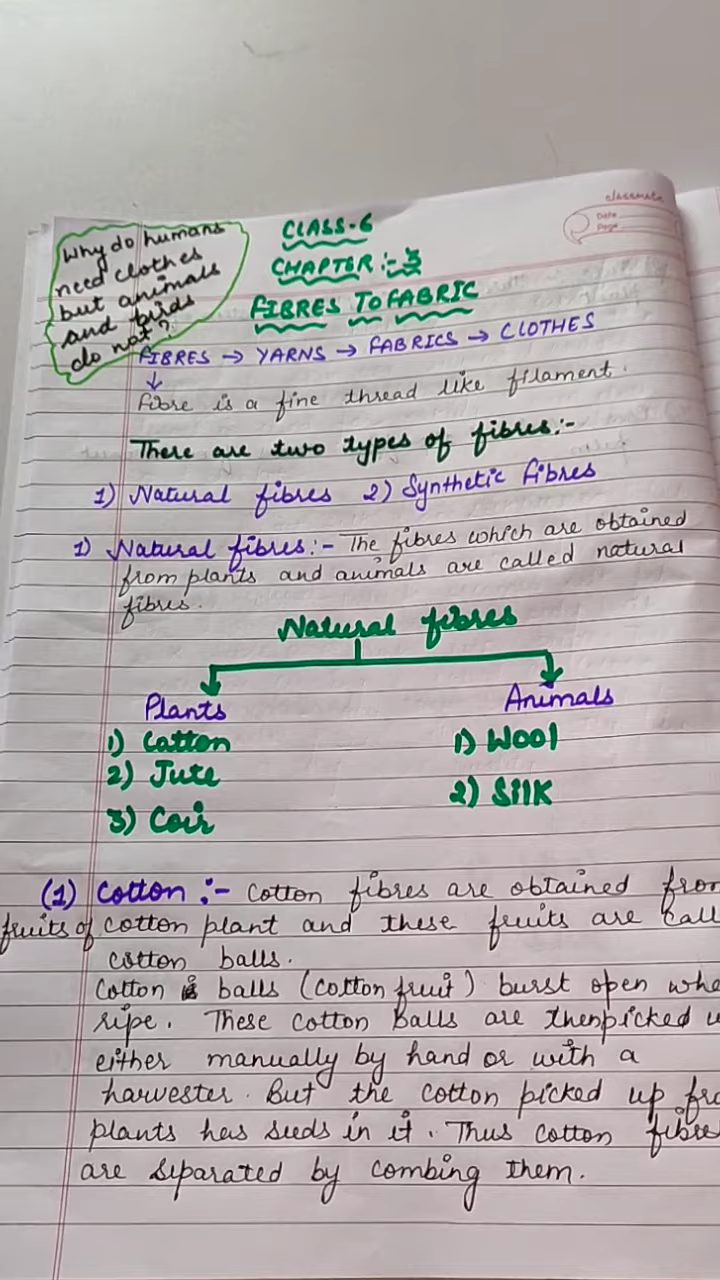 classmate
Date
Page
Why do humans
need clothes
but animals
and birds
do not?
CLASS-6
CHAPTER:-3
FIBRES TO FABRIC
FIBRES → YARNS → FABRICS → CLOTHES
↓
Fibre is a fine thread like filament.
There are two types of fibres:-
1) Natural fibres 2) Synthetic fibres
1) Natural fibres:- The fibres which are obtained
from plants and animals are called natural
fibres.
Natural fibres
Plants
1) Catton
2) Jute
3) Coir
Animals
1) Wool
2) Silk
(1) Cotton :- Cotton fibres are obtained from
fruits of cotton plant and these fruits are call
cotton balls.
Cotton balls (cotton fruit) burst open whe
ripe. These cotton balls are then picked u
either manually by hand or with a
harvester. But the cotton picked up fro
plants has seeds in it. Thus cotton fibre
are separated by combing them.